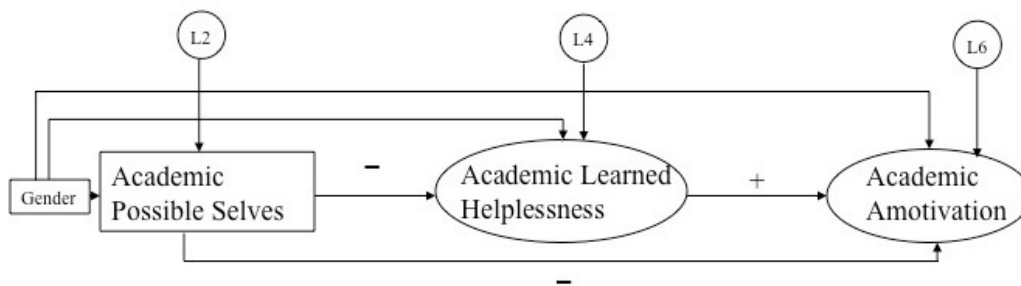 L2
L4
L6
Gender
Academic
Possible Selves
–
Academic Learned
Helplessness
+
Academic
Amotivation
–